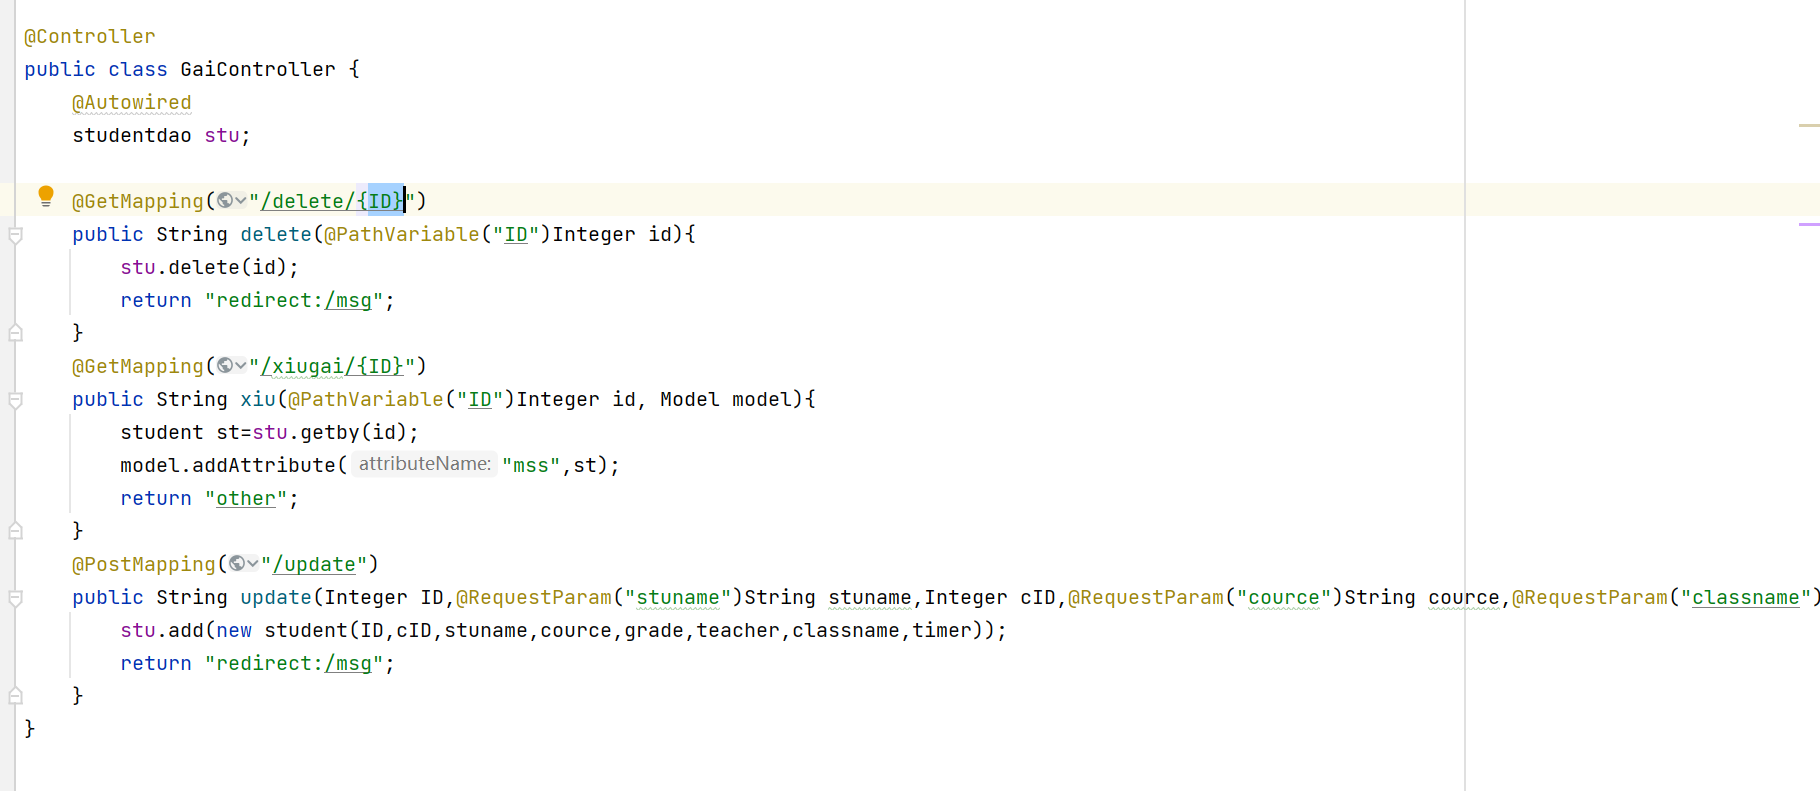 @Controller
public class GaiController {
@Autowired
studentdao stu;
@GetMapping("/delete/{ID}")
public String delete(@PathVariable("ID")Integer id){
stu.delete(id);
return "redirect:/msg";
}
@GetMapping("/xiugai/{ID}")
public String xiu(@PathVariable("ID")Integer id, Model model){
student st=stu.getby(id);
model.addAttribute( attributeName: "mss",st);
return "other";
}
@PostMapping("/update")
public String update(Integer ID,@RequestParam("stuname")String stuname,Integer cID,@RequestParam("cource")String cource,@RequestParam("classname")
stu.add(new student(ID,cID,stuname,cource,grade,teacher,classname,timer));
return "redirect:/msg";
}
}